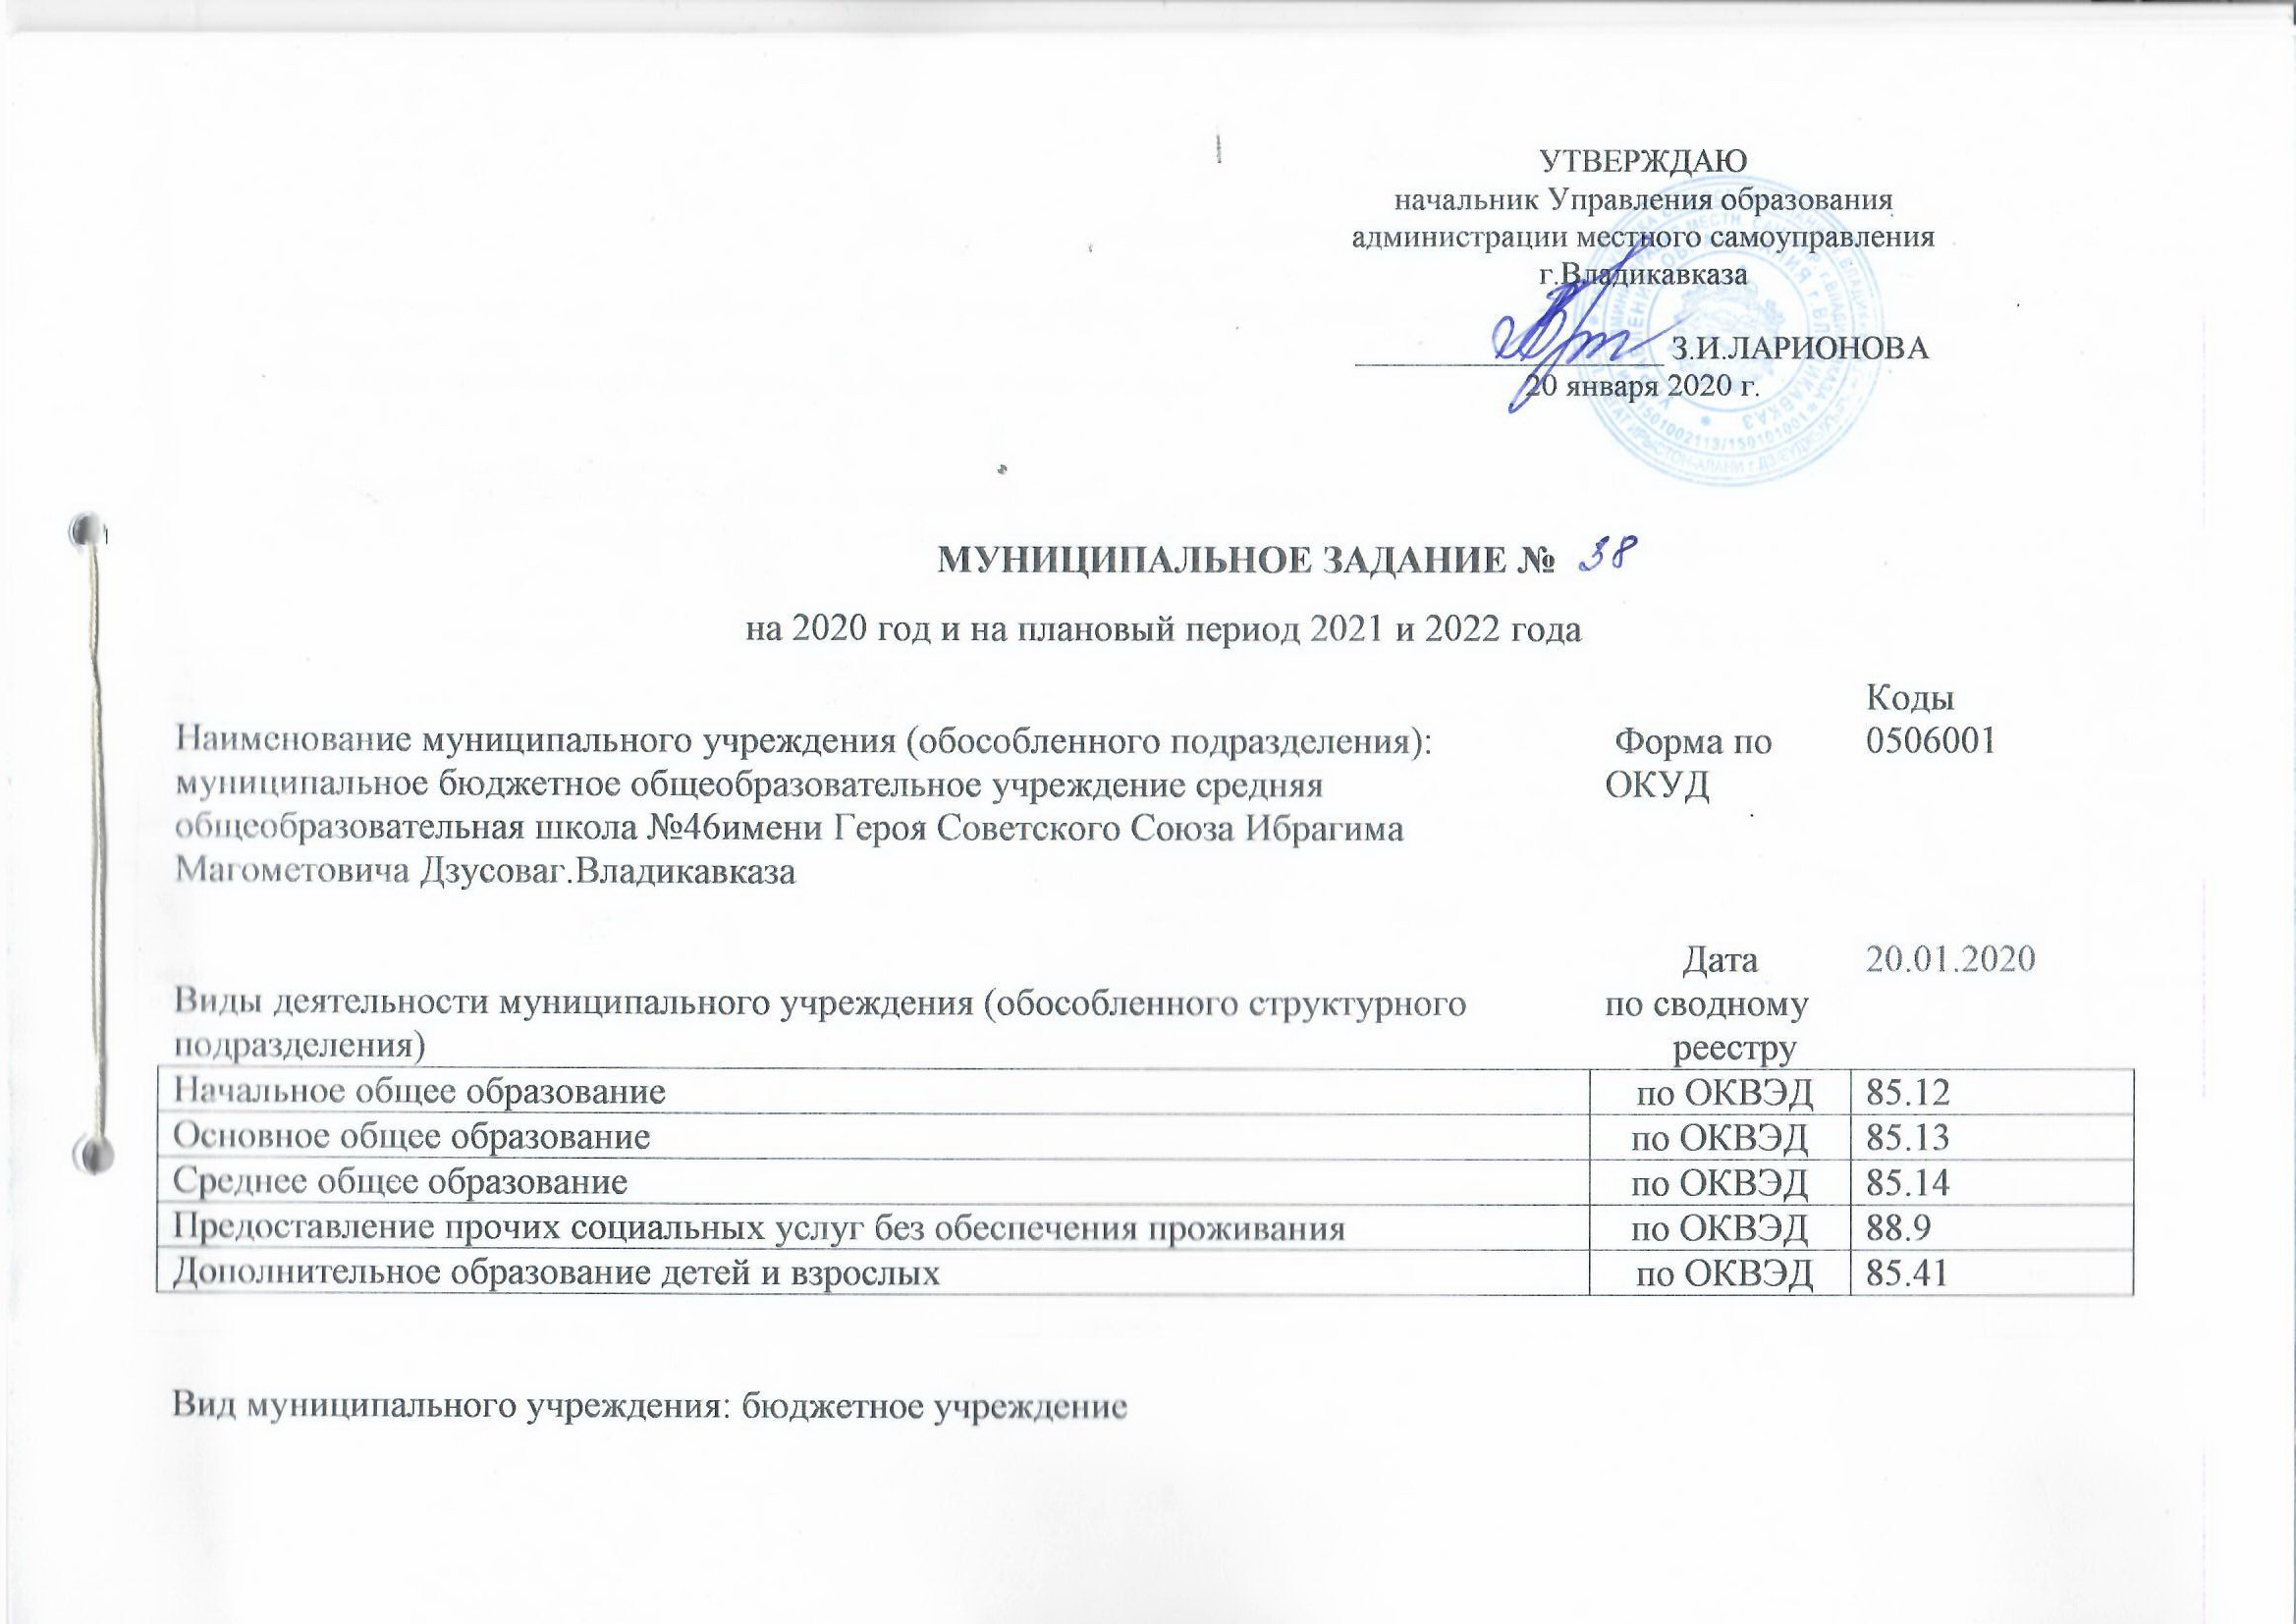 УТВЕРЖДАЮ
начальник Управления образования
администрации местного самоуправления
г.Владикавказа
З.И.ЛАРИОНОВА
20 января 2020 г.
1501002113/150101001
МУНИЦИПАЛЬНОЕ ЗАДАНИЕ № 38
на 2020 год и на плановый период 2021 и 2022 года
Коды
Наименование муниципального учреждения (обособленного подразделения): Форма по 0506001
муниципальное бюджетное общеобразовательное учреждение средняя ОКУД
общеобразовательная школа №46имени Героя Советского Союза Ибрагима
Магометовича Дзусоваг.Владикавказа
Дата 20.01.2020
Виды деятельности муниципального учреждения (обособленного структурного по сводному
подразделения) реестру
Начальное общее образование по ОКВЭД 85.12
Основное общее образование по ОКВЭД 85.13
Среднее общее образование по ОКВЭД 85.14
Предоставление прочих социальных услуг без обеспечения проживания по ОКВЭД 88.9
Дополнительное образование детей и взрослых по ОКВЭД 85.41
Вид муниципального учреждения: бюджетное учреждение